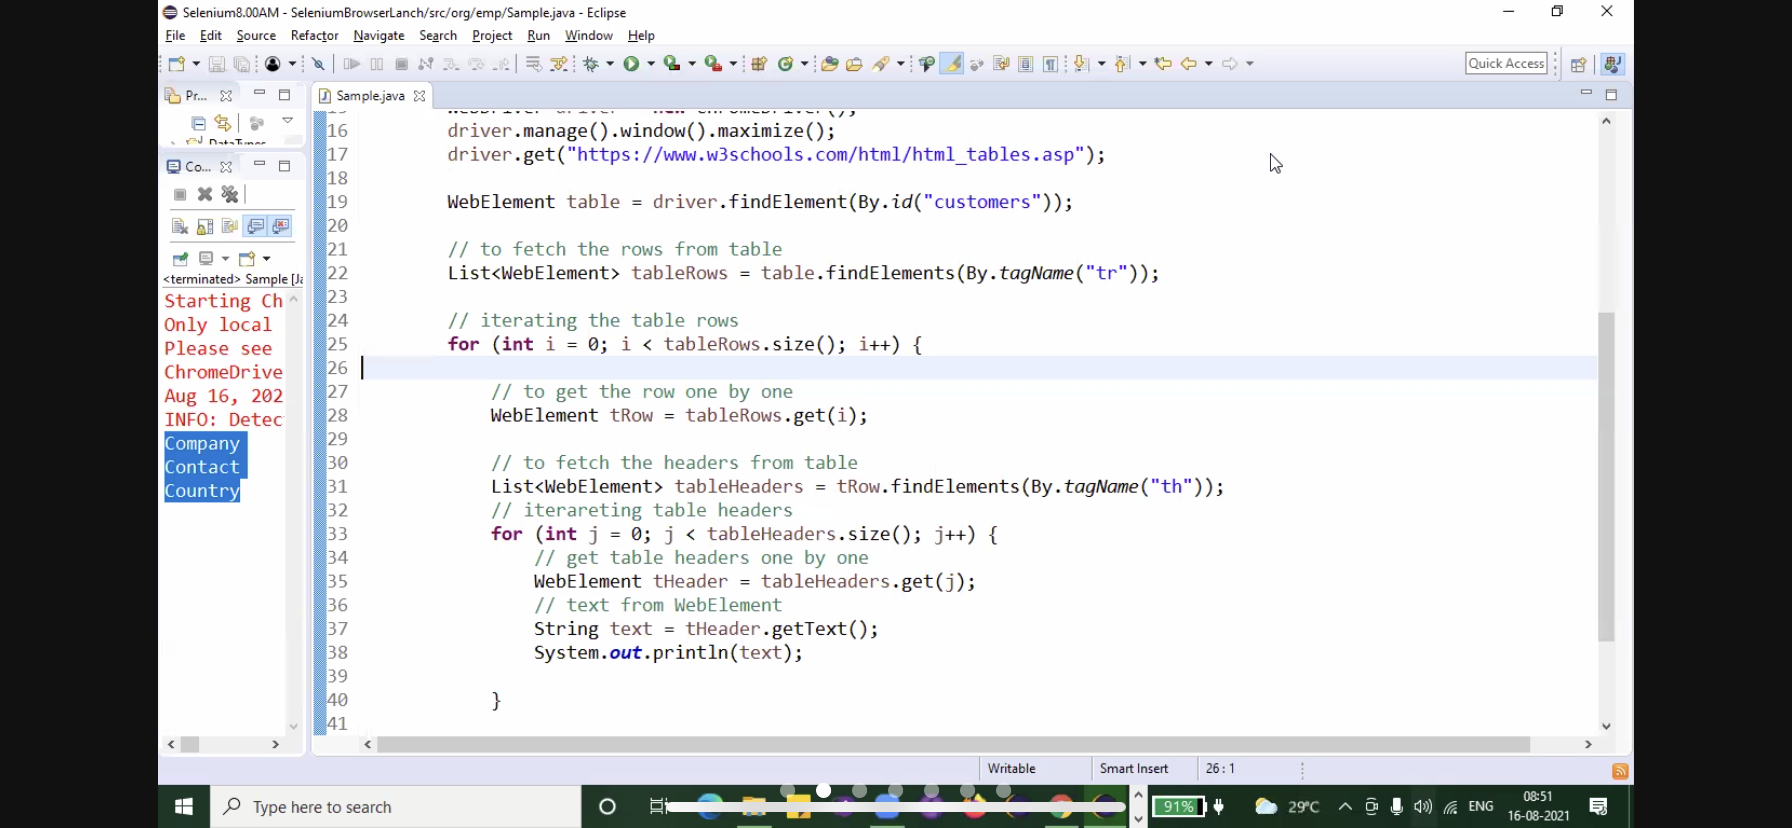 Selenium8.00AM - SeleniumBrowserLanch/src/org/emp/Sample.java - Eclipse
File Edit Source Refactor Navigate Search Project Run Window Help
Quick Access
Pr...
Sample.java
DataTypes
Co...
<terminated> Sample [Ja
Starting Ch
Only local
Please see
ChromeDrive
Aug 16, 202
INFO: Detec
Company
Contact
Country
15 WebDriver driver = new ChromeDriver();
16 driver.manage().window().maximize();
17 driver.get("https://www.w3schools.com/html/html_tables.asp");
18
19 WebElement table = driver.findElement(By.id("customers"));
20
21 // to fetch the rows from table
22 List<WebElement> tableRows = table.findElements(By.tagName("tr"));
23
24 // iterating the table rows
25 for (int i = 0; i < tableRows.size(); i++) {
26
27 // to get the row one by one
28 WebElement tRow = tableRows.get(i);
29
30 // to fetch the headers from table
31 List<WebElement> tableHeaders = tRow.findElements(By.tagName("th"));
32 // iterareting table headers
33 for (int j = 0; j < tableHeaders.size(); j++) {
34 // get table headers one by one
35 WebElement tHeader = tableHeaders.get(j);
36 // text from WebElement
37 String text = tHeader.getText();
38 System.out.println(text);
39
40 }
41
Writable Smart Insert 26 : 1
Type here to search
91% 29°C ENG 08:51
16-08-2021